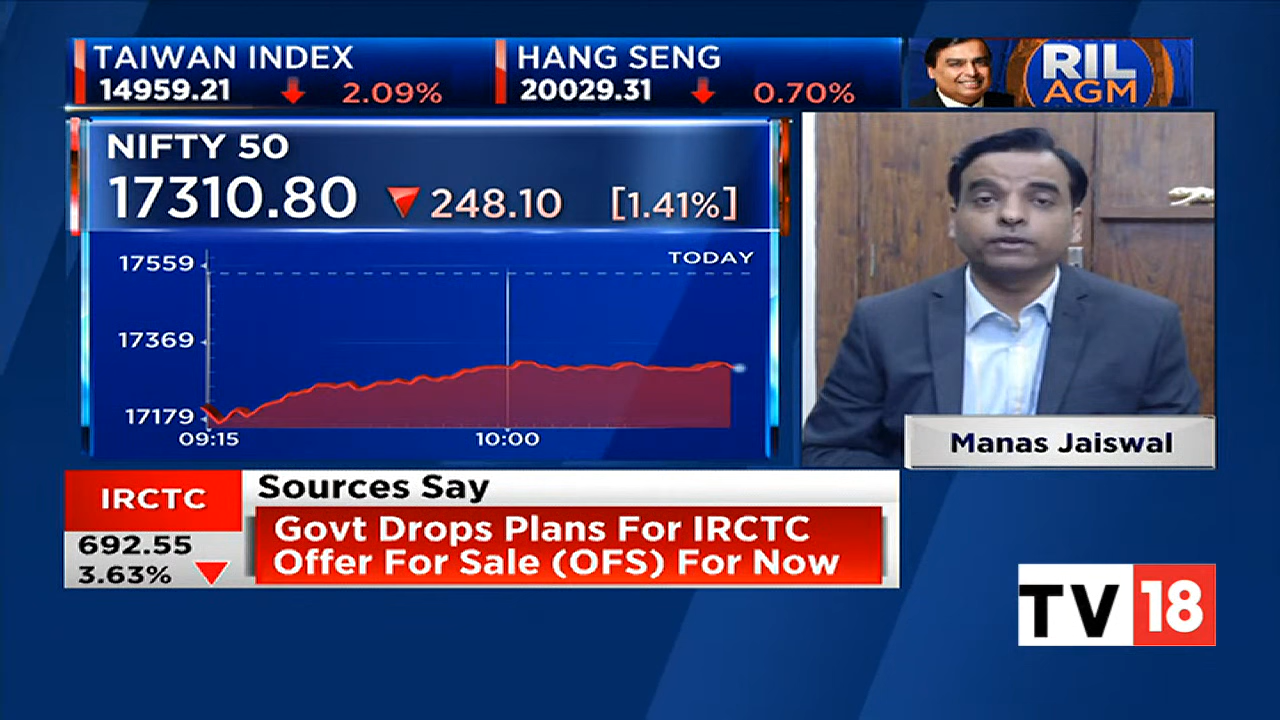 TAIWAN INDEX
14959.21 2.09%
HANG SENG
20029.31 0.70%
RIL
AGM
NIFTY 50
17310.80 248.10 [1.41%]
TODAY
17559
17369
17179
09:15 10:00
Manas Jaiswal
IRCTC
692.55
3.63%
Sources Say
Govt Drops Plans For IRCTC
Offer For Sale (OFS) For Now
TV 18